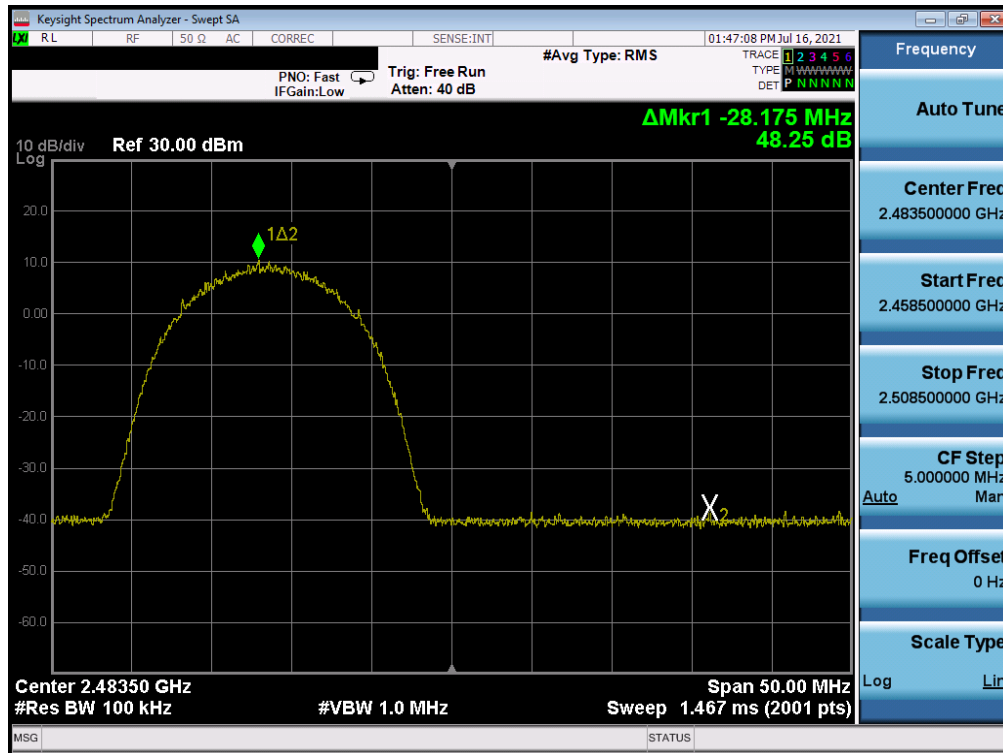 Keysight Spectrum Analyzer - Swept SA
LXI RL RF 50 Ω AC CORREC SENSE:INT 01:47:08 PM Jul 16, 2021
#Avg Type: RMS TRACE 1 2 3 4 5 6
PNO: Fast Trig: Free Run TYPE M W W W W W
IFGain:Low Atten: 40 dB DET P N N N N N
ΔMkr1 -28.175 MHz
48.25 dB
10 dB/div Ref 30.00 dBm
Log
20.0
10.0
0.00
-10.0
-20.0
-30.0
-40.0
-50.0
-60.0
1Δ2
X2
Center 2.48350 GHz Span 50.00 MHz
#Res BW 100 kHz #VBW 1.0 MHz Sweep 1.467 ms (2001 pts)
MSG STATUS
Frequency
Auto Tune
Center Freq
2.483500000 GHz
Start Freq
2.458500000 GHz
Stop Freq
2.508500000 GHz
CF Step
5.000000 MHz
Auto Man
Freq Offset
0 Hz
Scale Type
Log Lin